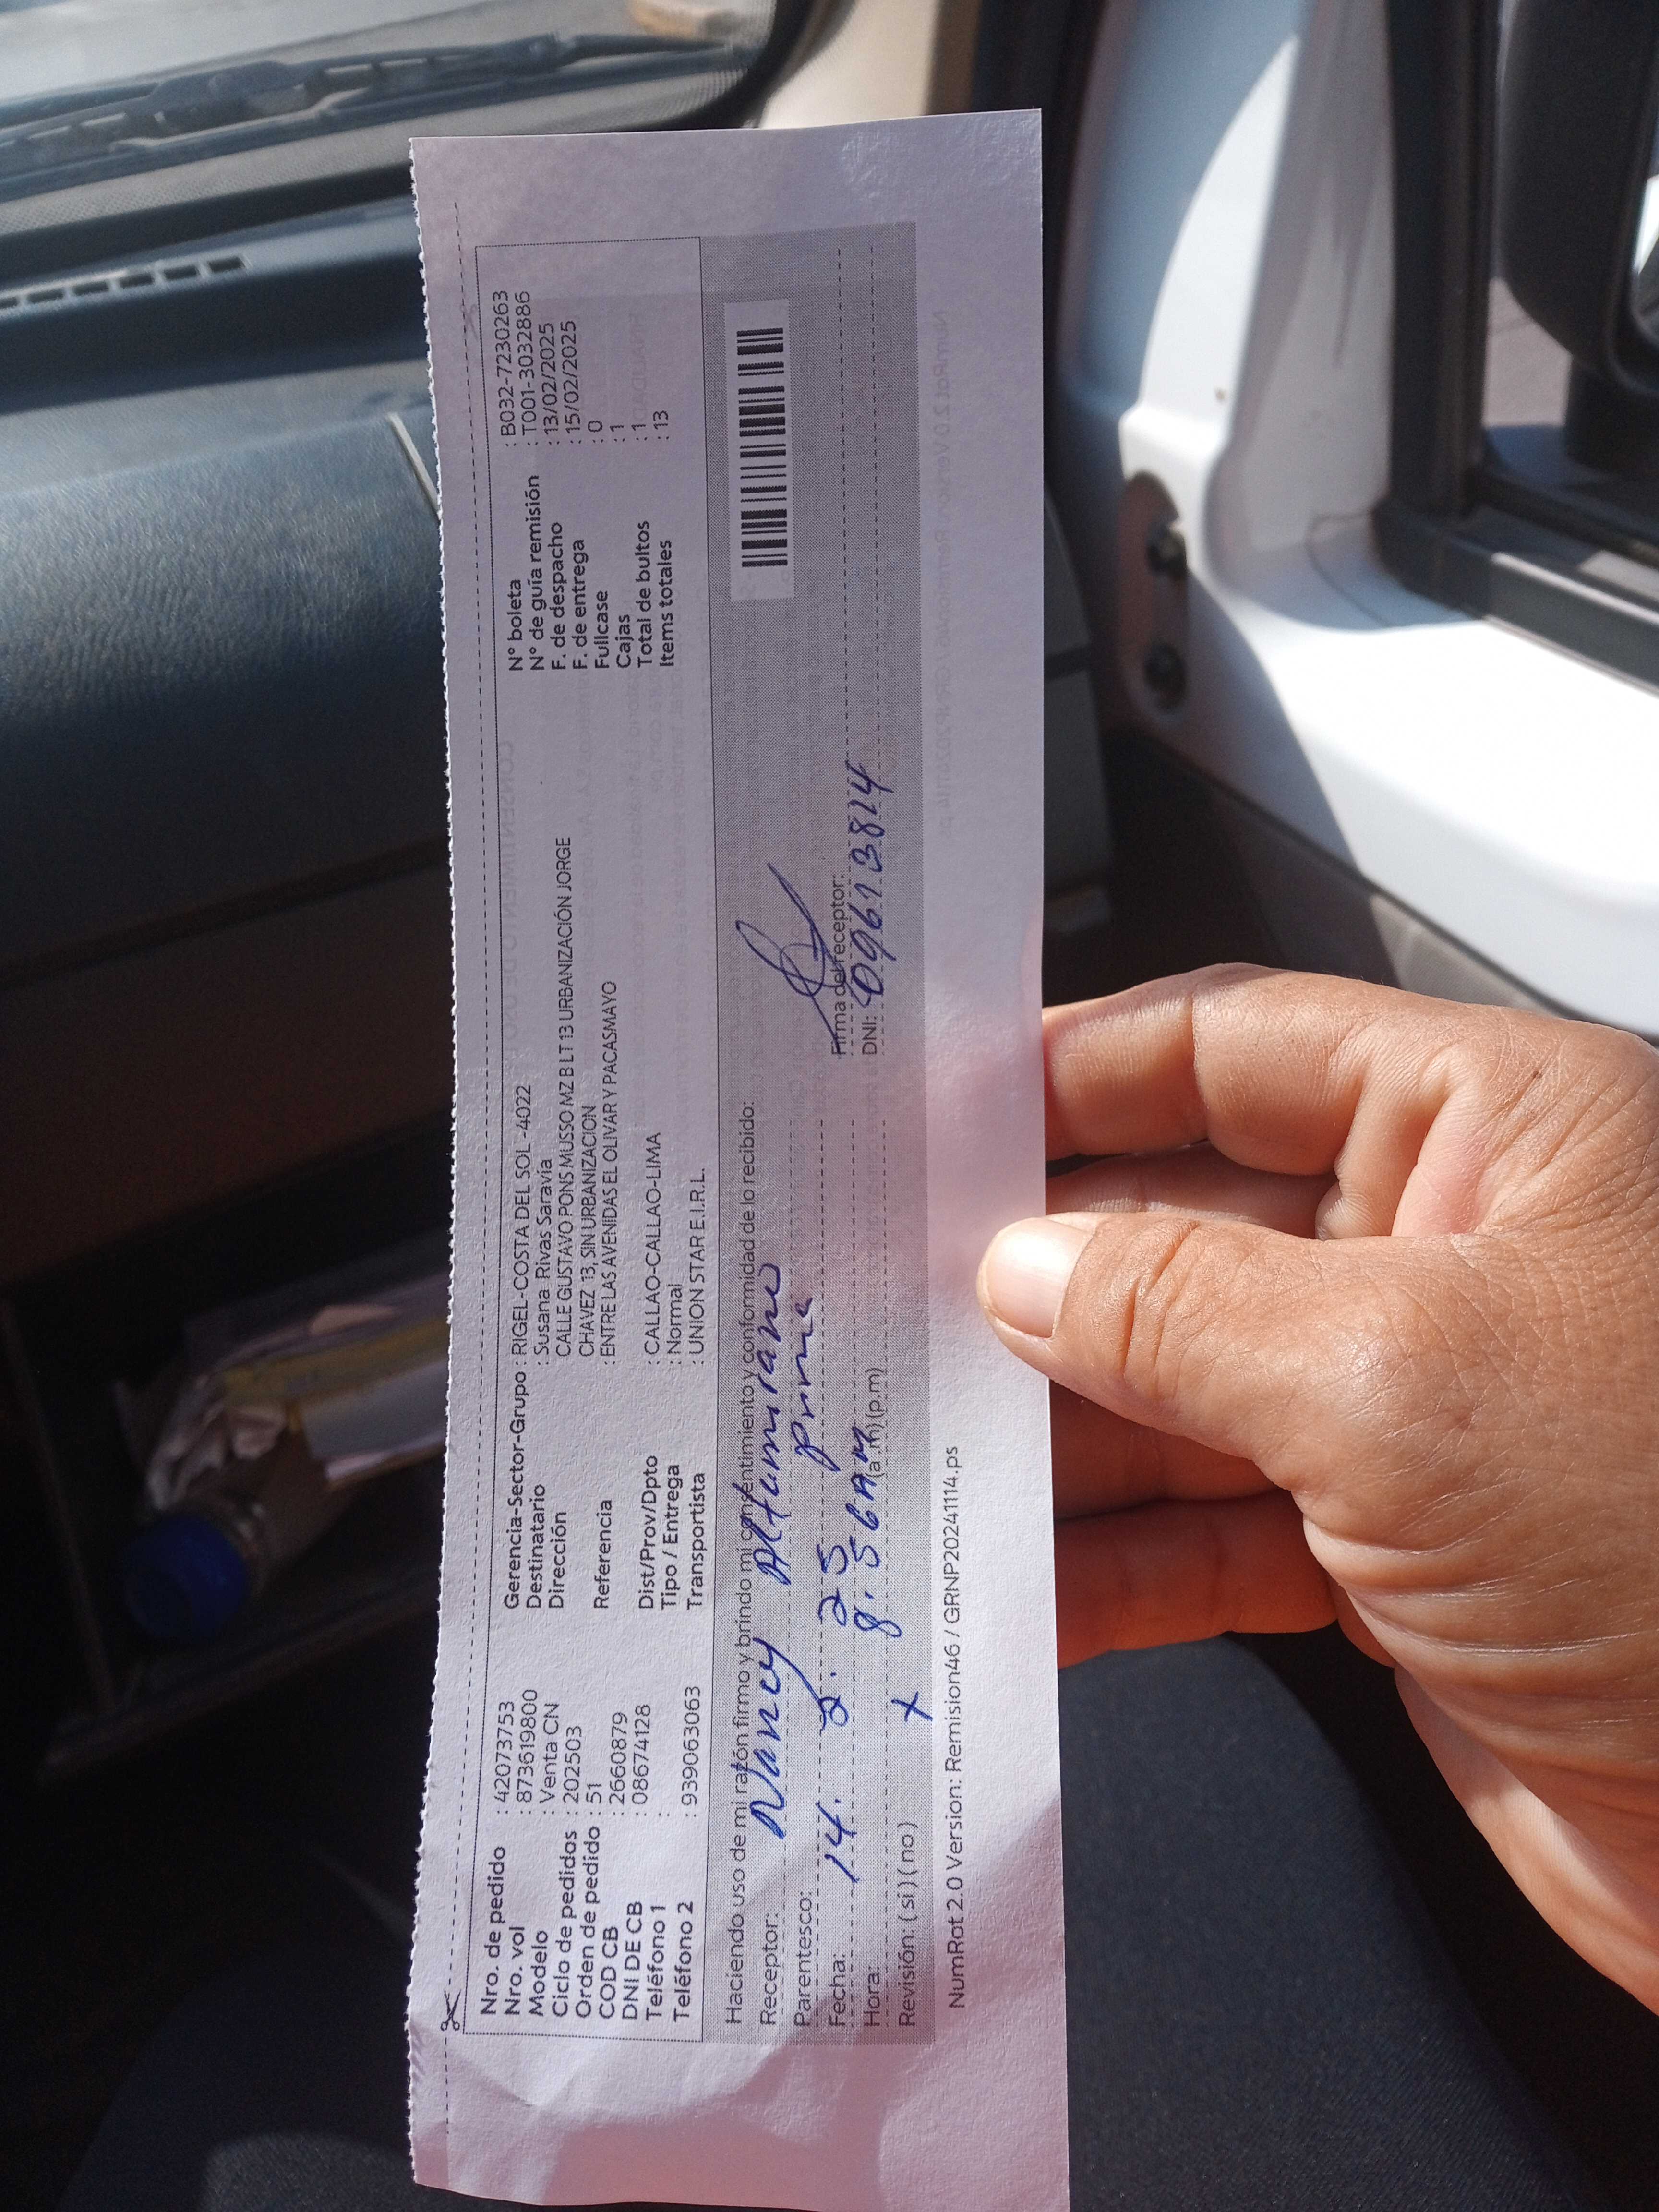 Nro. de pedido : 420737753
Nro. vol : 873619800
Modelo : Venta CN
Ciclo de pedidos : 202503
Orden de pedido : 51
COD CB : 2660879
DNI DE CB : 08674128
Teléfono 1 :
Teléfono 2 : 939063063
Gerencia-Sector-Grupo : RIGEL-COSTA DEL SOL -4022
Destinatario : Susana Rivas Saravia
Dirección CALLE GUSTAVO PONS MUSSO MZ B LT 13 URBANIZACIÓN JORGE
CHAVEZ 13, SIN URBANIZACION
Referencia : ENTRE LAS AVENIDAS EL OLIVAR Y PACASMAYO
Dist/Prov/Dpto : CALLAO-CALLAO-LIMA
Tipo / Entrega : Normal
Transportista : UNION STAR E.I.R.L.
N° boleta : B032-7230263
N° de guía remisión : T001-3032886
F. de despacho : 13/02/2025
F. de entrega : 15/02/2025
Fullcase : 0
Cajas : 1
Total de bultos : 1
Items totales : 13
Haciendo uso de mi razón firmo y brindo mi consentimiento y conformidad de lo recibido:
Receptor: Nancy Altamirano
Parentesco: prima
Fecha: 14. 2. 25
Hora: 8.56 AM (a.m) (p.m)
Revisión: ( si ) ( no ) x
Firma del receptor:
DNI: 09613814
NumRot 2.0 Version: Remision46 / GRNP20241114.ps